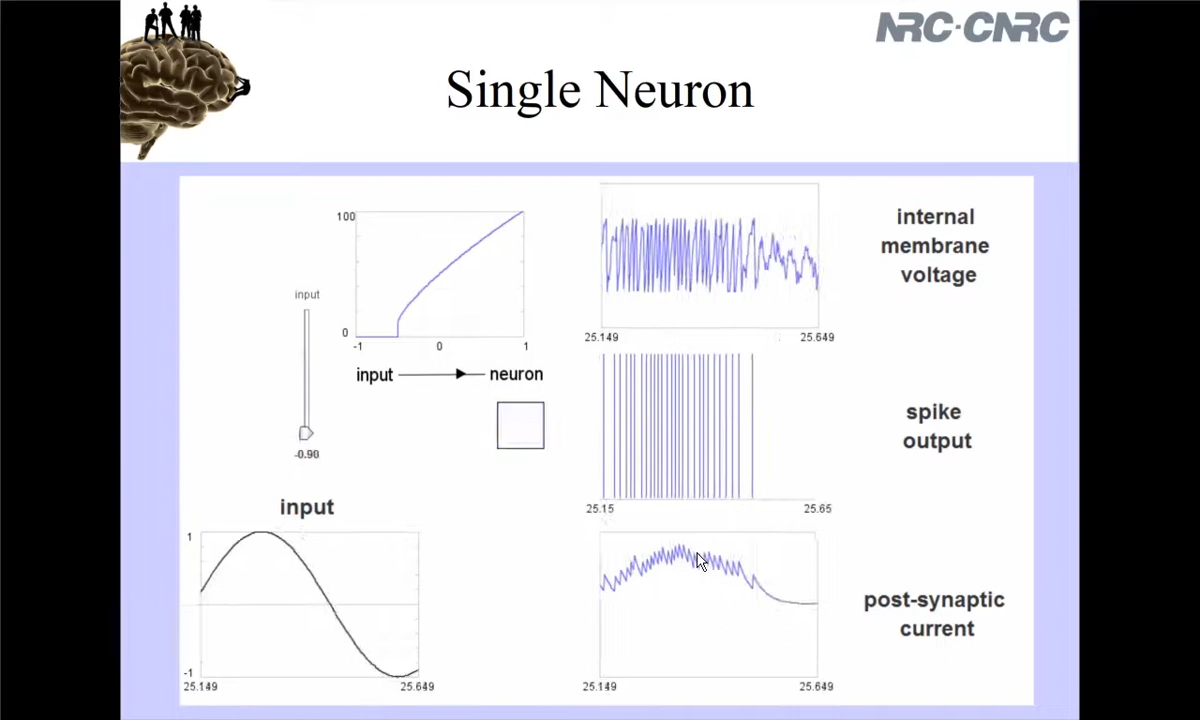 NRC·CNRC
Single Neuron
input
-0.90
100
0
-1 0 1
input neuron
input
1
-1
25.149 25.649
25.149 25.649
internal
membrane
voltage
25.15 25.65
spike
output
25.149 25.649
post-synaptic
current